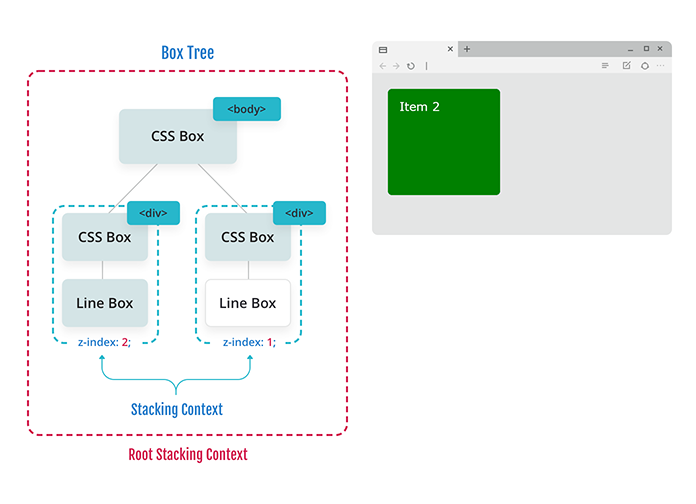 Box Tree
<body>
CSS Box
<div>
<div>
CSS Box
CSS Box
Line Box
Line Box
z-index: 2;
z-index: 1;
Stacking Context
Root Stacking Context
Item 2